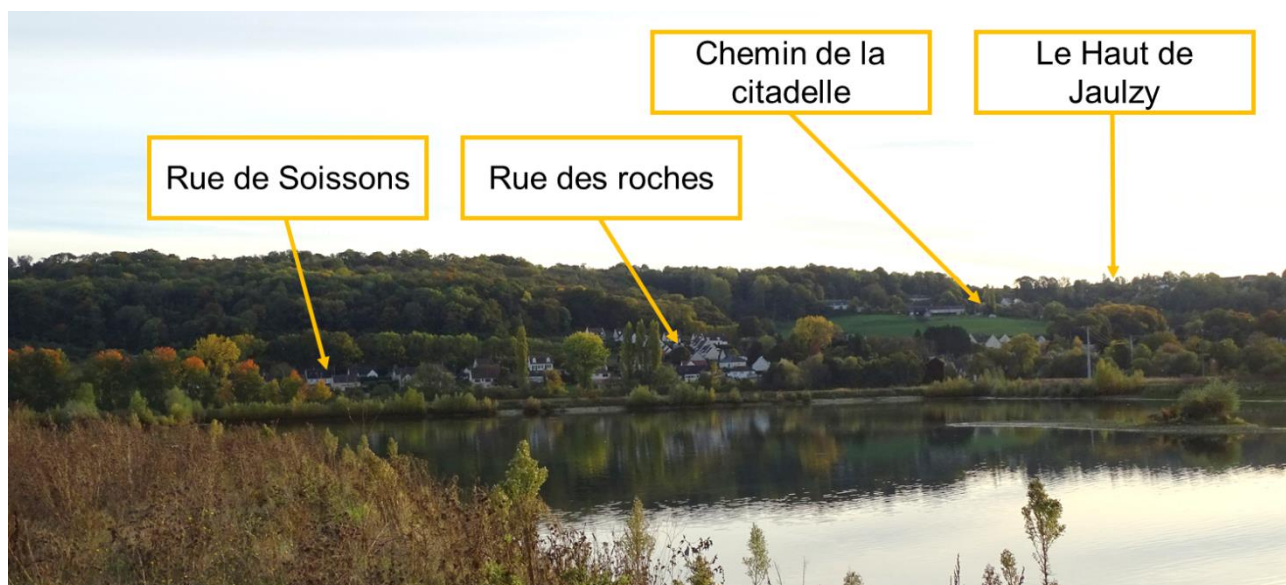 Chemin de la
citadelle
Le Haut de
Jaulzy
Rue de Soissons
Rue des roches